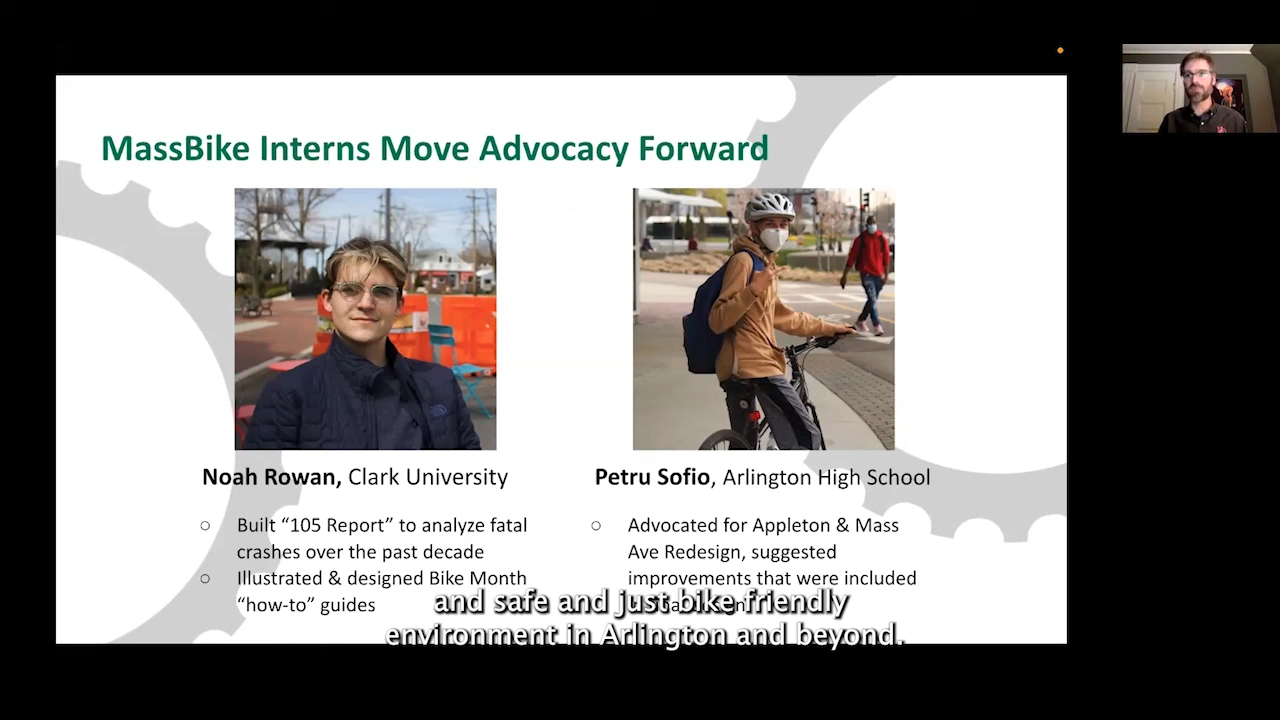 MassBike Interns Move Advocacy Forward
Noah Rowan, Clark University
Petru Sofio, Arlington High School
○ Built “105 Report” to analyze fatal
crashes over the past decade
○ Illustrated & designed Bike Month
“how-to” guides
○ Advocated for Appleton & Mass
Ave Redesign, suggested
improvements that were included
and safe and just bike friendly
environment in Arlington and beyond.